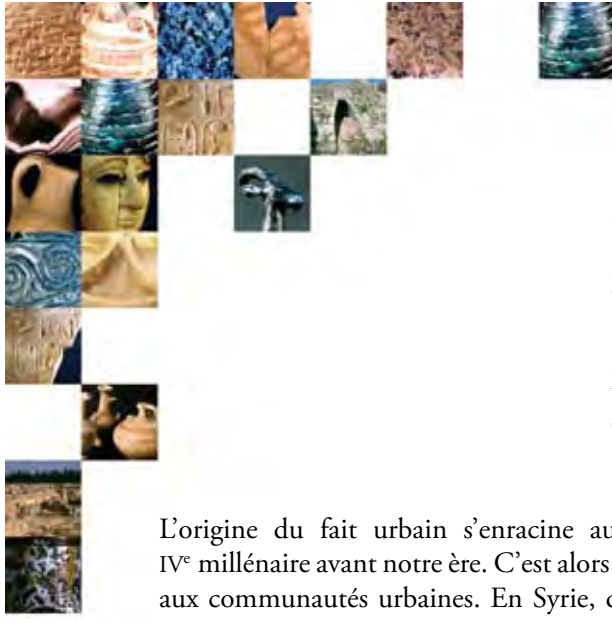 L’origine du fait urbain s’enracine au
IVᵉ millénaire avant notre ère. C’est alors
aux communautés urbaines. En Syrie,